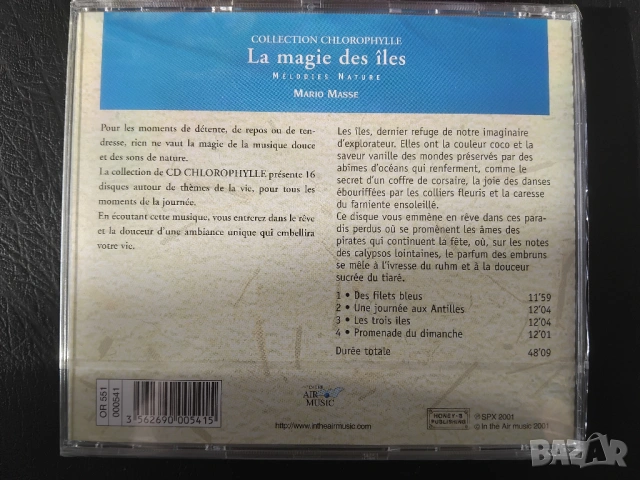 COLLECTION CHLOROPHYLLE
La magie des îles
MÉLODIES NATURE
MARIO MASSE
Pour les moments de détente, de repos ou de ten-
dresse, rien ne vaut la magie de la musique douce
et des sons de nature.
La collection de CD CHLOROPHYLLE présente 16
disques autour de thèmes de la vie, pour tous les
moments de la journée.
En écoutant cette musique, vous entrerez dans le rêve
et la douceur d'une ambiance unique qui embellira
votre vie.
Les îles, dernier refuge de notre imaginaire
d'explorateur. Elles ont la couleur coco et la
saveur vanille des mondes préservés par des
abîmes d'océans qui renferment, comme le
secret d'un coffre de corsaire, la joie des danses
ébouriffées par les colliers fleuris et la caresse
du farniente ensoleillé.
Ce disque vous emmène en rêve dans ces para-
dis perdus où se promènent les âmes des
pirates qui continuent la fête, où, sur les notes
des calypsos lointaines, le parfum des embruns
se mêle à l'ivresse du ruhm et à la douceur
sucrée du tiaré.
1 • Des filets bleus 11'59
2 • Une journée aux Antilles 12'04
3 • Les trois îles 12'04
4 • Promenade du dimanche 12'01
Durée totale 48'09
OR 551
000541
3 562690 005415
IN THE
AIR
MUSIC
http://www.intheairmusic.com
HONEY-B
PUBLISHING
℗ SPX 2001
© In the Air music 2001
BAZAR